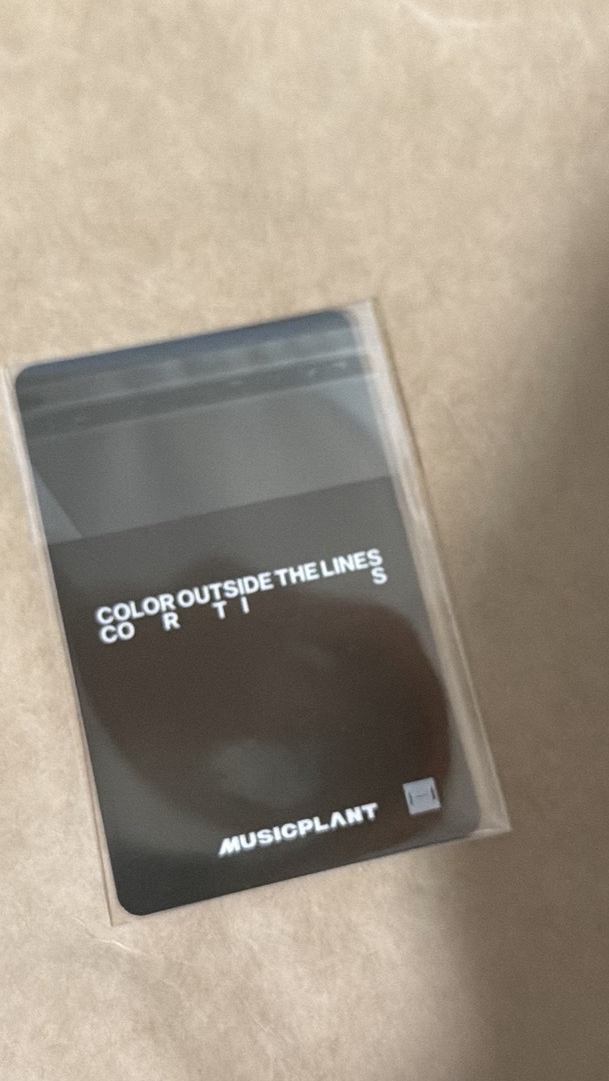 COLOR OUTSIDE THE LINES
CO R T I S
MUSICPLANT